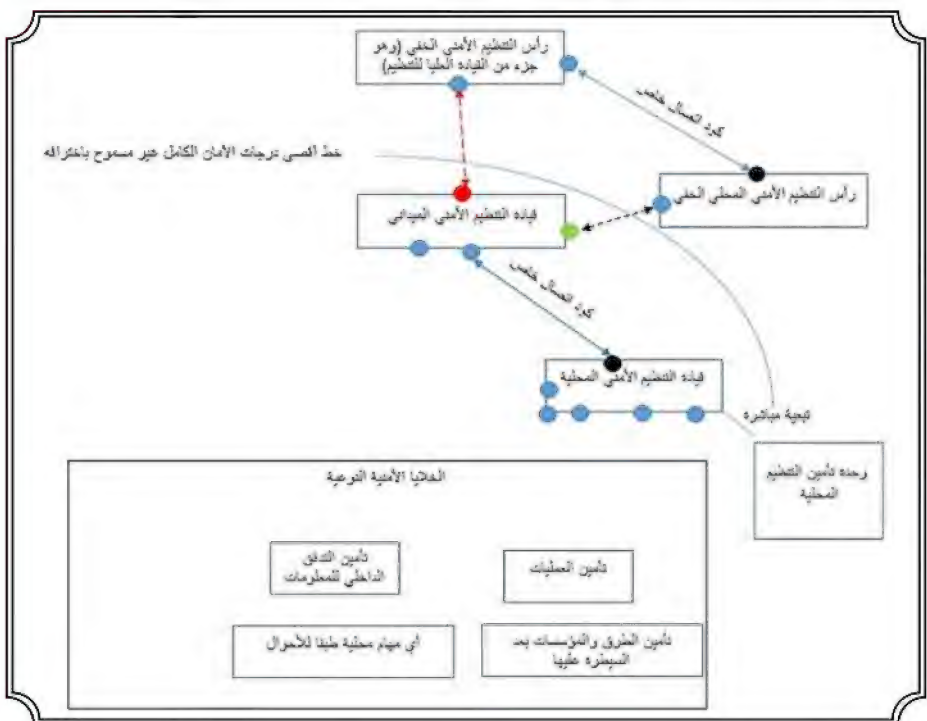 رأس التنظيم الأمني الخفي (وهو
جزء من القيادة العليا للتنظيم)
كود اتصال خاص
خط أقصى درجات الأمان الكامل غير مسموح باختراقه
رأس التنظيم الأمني المحلي الخفي
قيادة التنظيم الأمني الميداني
كود اتصال خاص
قيادة التنظيم الأمني المحلية
تبعية مباشرة
وحدة تأمين التنظيم
المحلية
الخلايا الأمنية النوعية
تأمين العمليات
تأمين التدفق
الداخلي للمعلومات
تأمين الطرق والمؤسسات بعد
السيطرة عليها
أي مهام محلية طبقا للأحوال